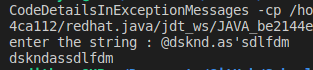 CodeDetailsInExceptionMessages -cp /ho
4ca112/redhat.java/jdt_ws/JAVA_be2144e
enter the string : @dsknd.as'sdlfdm
dskndassdlfdm